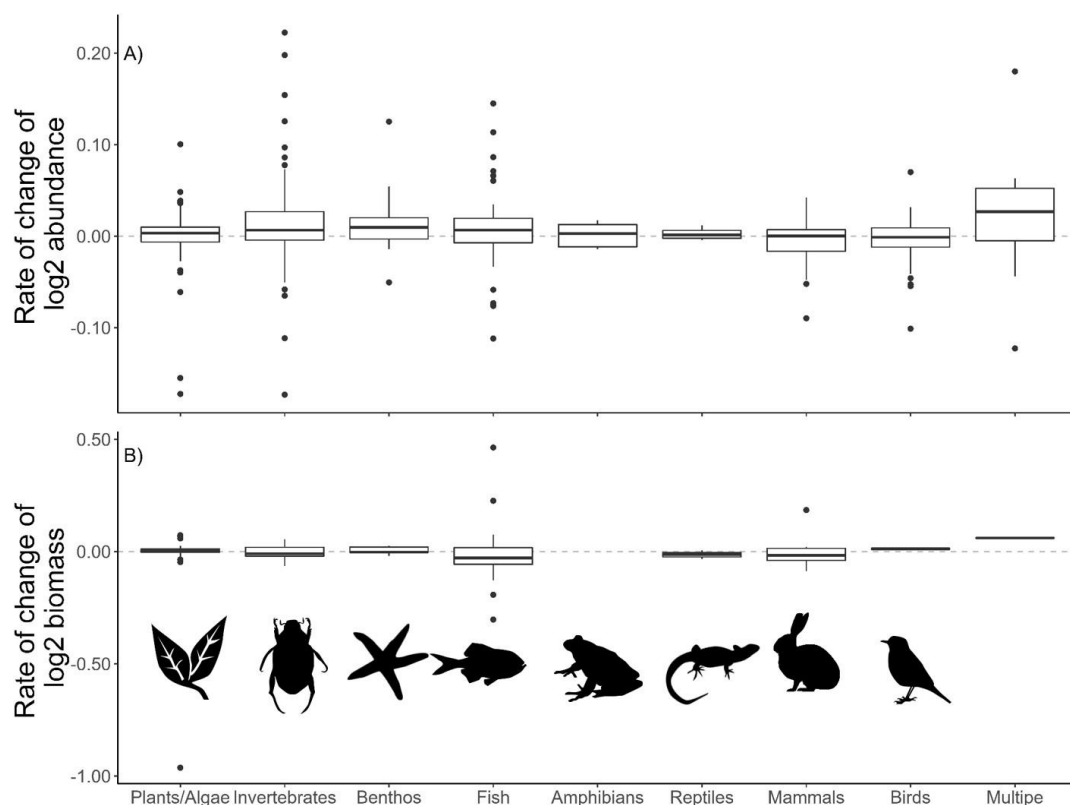 A)
Rate of change of
log2 abundance
0.20
0.10
0.00
-0.10
B)
Rate of change of
log2 biomass
0.50
0.00
-0.50
-1.00
Plants/Algae Invertebrates Benthos Fish Amphibians Reptiles Mammals Birds Multipe